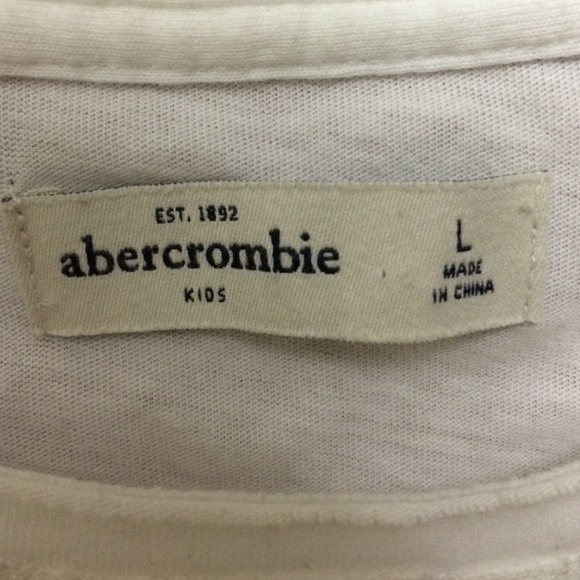 EST. 1892
abercrombie
KIDS
L
MADE
IN CHINA